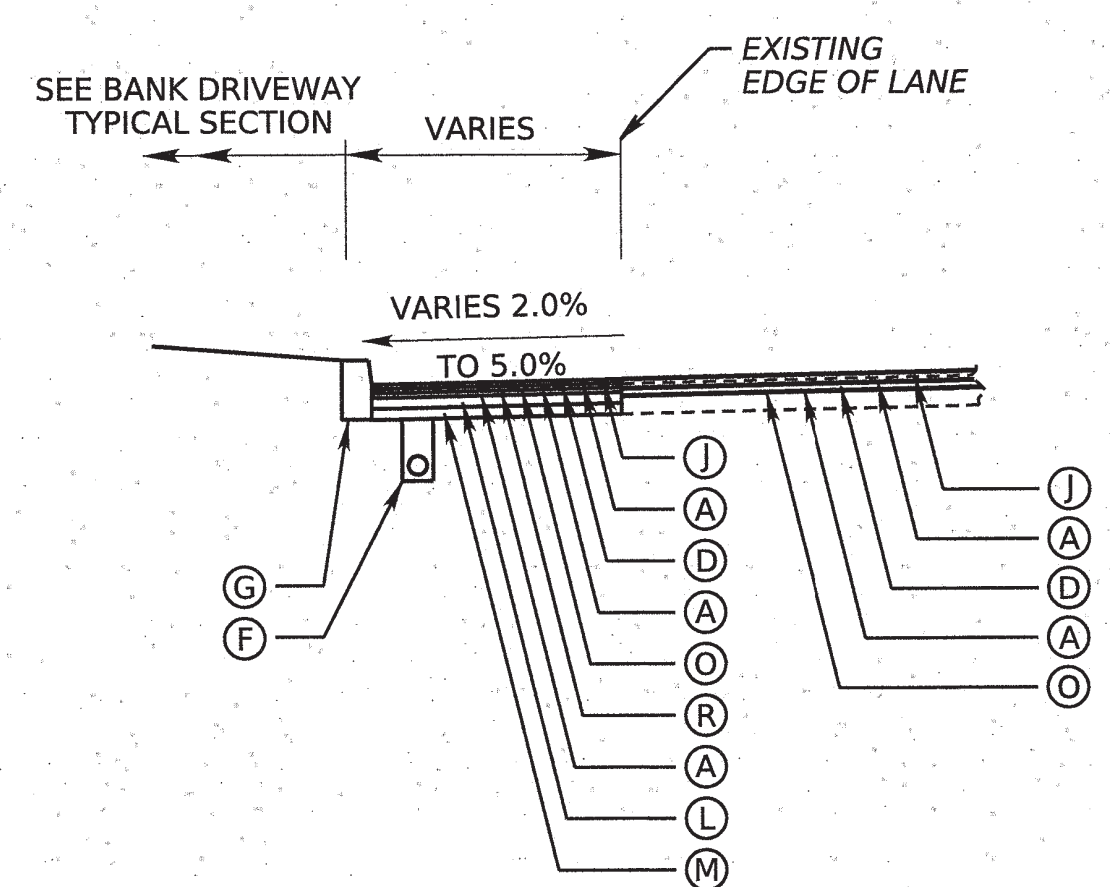 EXISTING
EDGE OF LANE
SEE BANK DRIVEWAY
TYPICAL SECTION
VARIES
VARIES 2.0%
TO 5.0%
J
A
D
A
O
R
A
L
M
J
A
D
A
O
G
F